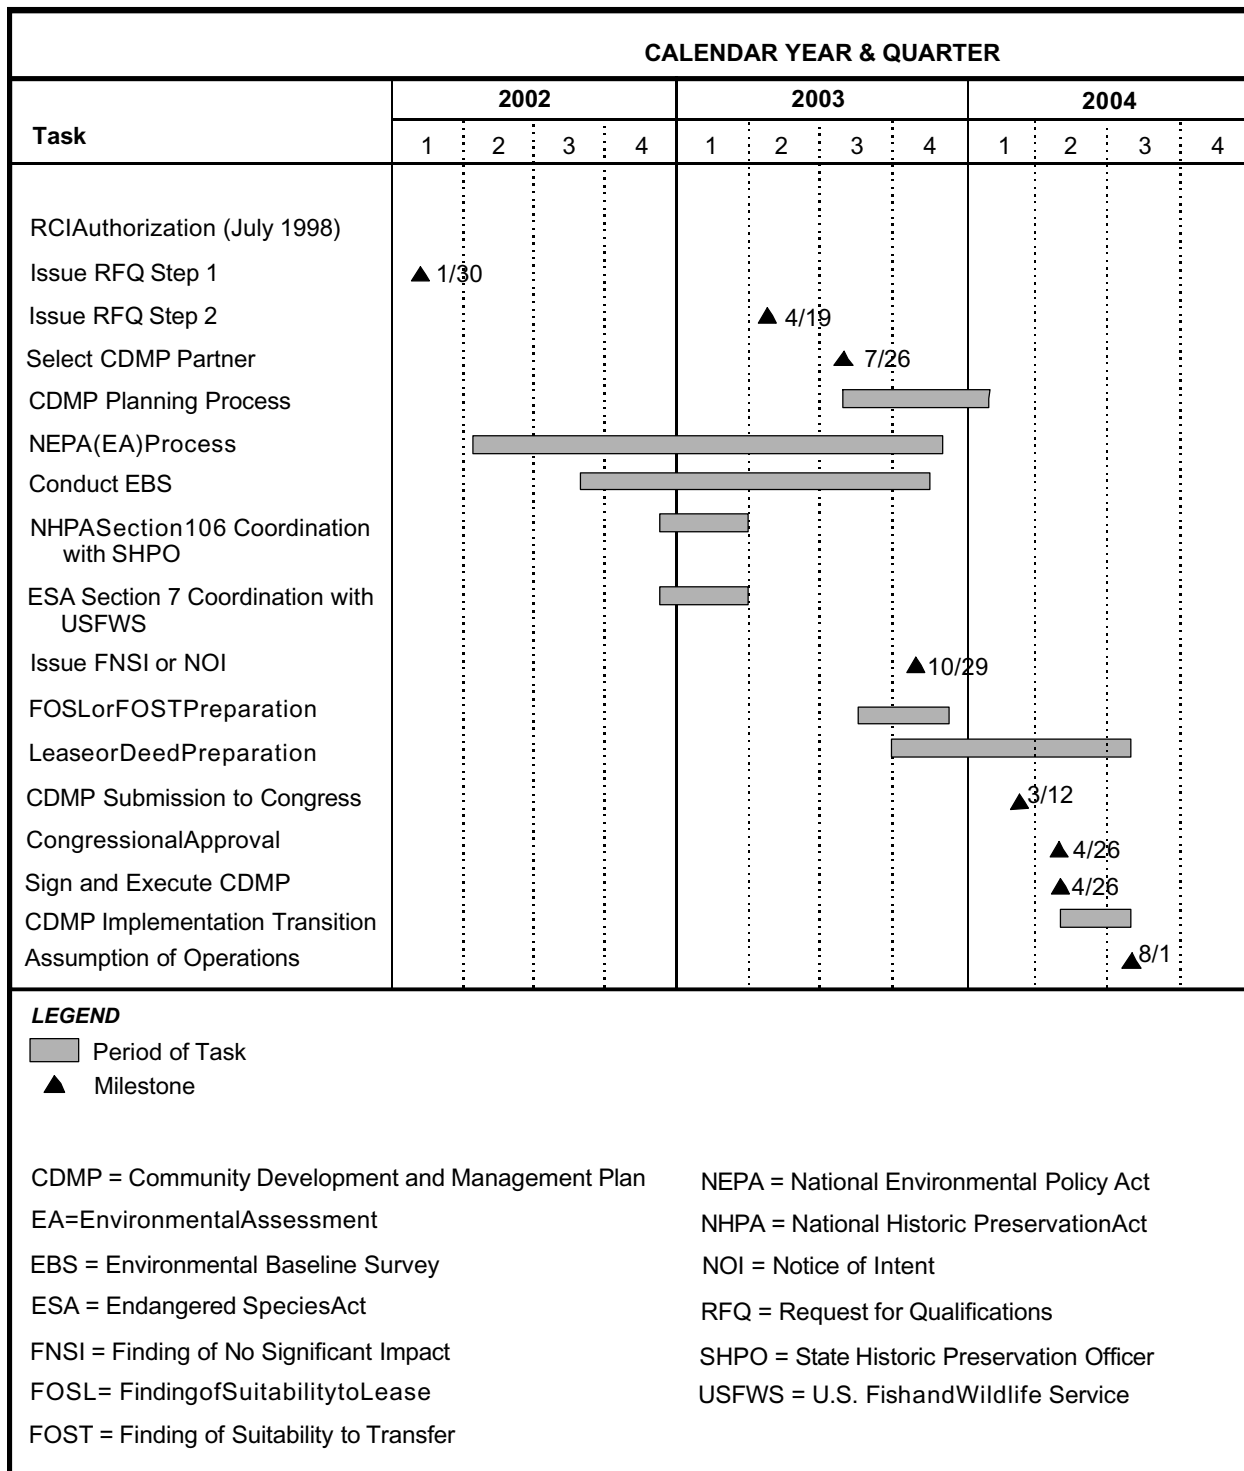 CALENDAR YEAR & QUARTER
Task
2002 2003 2004
1 2 3 4 1 2 3 4 1 2 3 4
RCIAuthorization (July 1998)
Issue RFQ Step 1 1/30
Issue RFQ Step 2 4/19
Select CDMP Partner 7/26
CDMP Planning Process
NEPA(EA)Process
Conduct EBS
NHPASection106 Coordination
with SHPO
ESA Section 7 Coordination with
USFWS
Issue FNSI or NOI 10/29
FOSLorFOSTPreparation
LeaseorDeedPreparation
CDMP Submission to Congress 3/12
CongressionalApproval 4/26
Sign and Execute CDMP 4/26
CDMP Implementation Transition
Assumption of Operations 8/1
LEGEND
Period of Task
Milestone
CDMP = Community Development and Management Plan
EA=EnvironmentalAssessment
EBS = Environmental Baseline Survey
ESA = Endangered SpeciesAct
FNSI = Finding of No Significant Impact
FOSL= FindingofSuitabilitytoLease
FOST = Finding of Suitability to Transfer
NEPA = National Environmental Policy Act
NHPA = National Historic PreservationAct
NOI = Notice of Intent
RFQ = Request for Qualifications
SHPO = State Historic Preservation Officer
USFWS = U.S. FishandWildlife Service